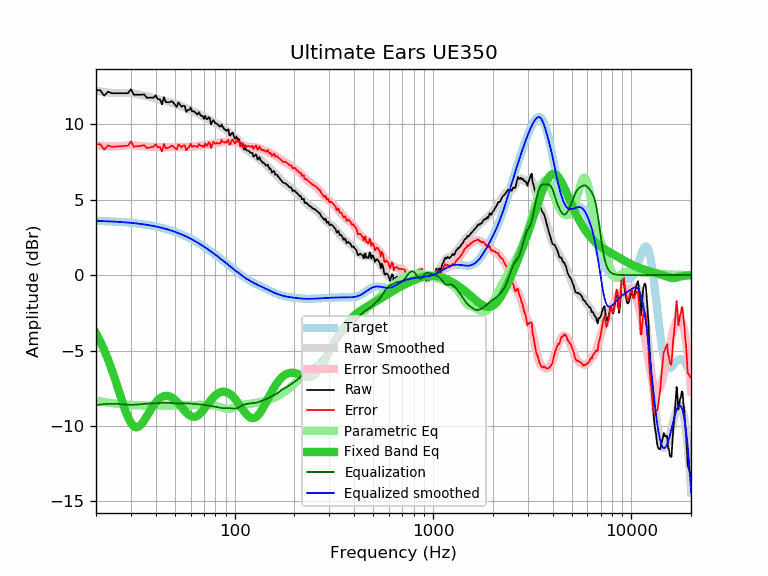 Ultimate Ears UE350
Amplitude (dBr)
10
5
0
−5
−10
−15
Target
Raw Smoothed
Error Smoothed
Raw
Error
Parametric Eq
Fixed Band Eq
Equalization
Equalized smoothed
100
1000
10000
Frequency (Hz)